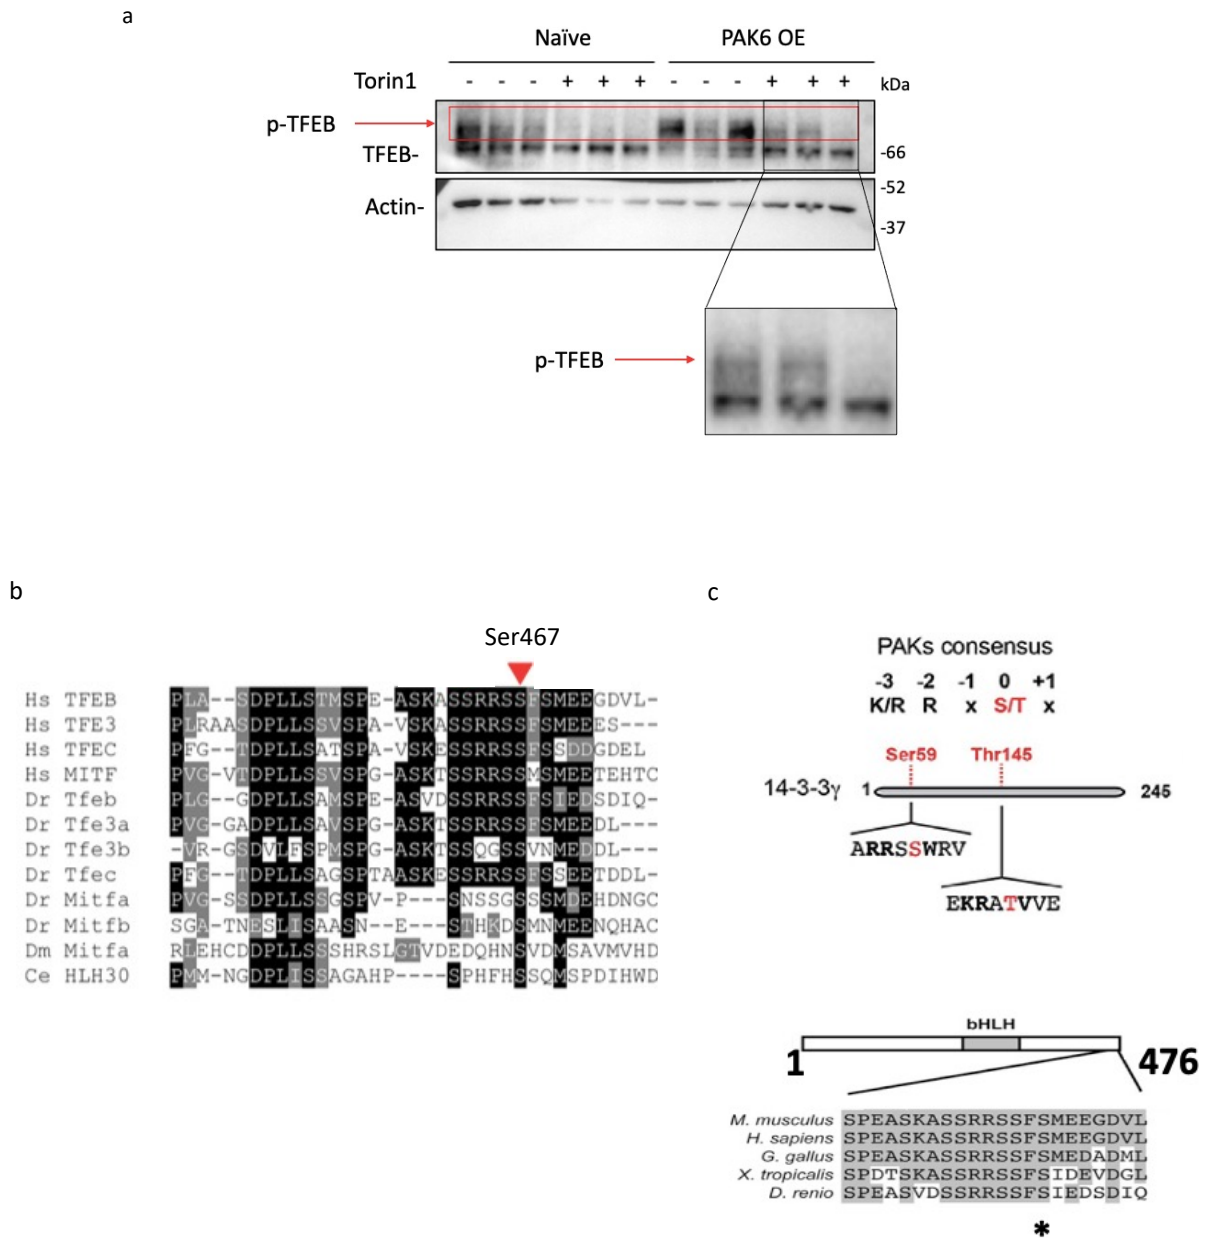 a
Naïve PAK6 OE
Torin1 - - - + + + - - - + + + kDa
p-TFEB
TFEB- -66
-52
Actin-
-37
p-TFEB
b
Ser467
Hs TFEB PLA--SDPLLSTMSPE-ASKASSRRSSFSMEEGDVL-
Hs TFE3 PLRAASDPLLSSVSPA-VSKASSRRSSFSMEEES---
Hs TFEC PFG--TDPLLSATSPA-VSKESSRRSSFSSDDGDEL
Hs MITF PVG-VTDPLLSSVSPG-ASKTSSRRSSMSMEETEHTC
Dr Tfeb PLG--GDPLLSAMSPE-ASVDSSRRSSFSIEDSDIQ-
Dr Tfe3a PVG-GADPLLSAVSPG-ASKTSSRRSSFSMEEDL---
Dr Tfe3b -VR-GSDVLFSPMSPG-ASKTSSQGSSVNMEDDL---
Dr Tfec PFG--TDPLLSAGSPTAASKESSRRSSFSSEETDDL-
Dr Mitfa PVG-SSDPLLSSGSPV-P---SNSSGSSSMDEHDNGC
Dr Mitfb SGA-TNESLISAASN--E---STHKDSMNMEENQHAC
Dm Mitfa RLEHCDDPLLSSSHRSLGTVDEDQHNSVDMSAVMVHD
Ce HLH30 PMM-NGDPLISSAGAHP----SPHFHSSQMSPDIHWD
c
PAKs consensus
-3 -2 -1 0 +1
K/R R x S/T x
Ser59 Thr145
14-3-3γ 1 245
ARRSSWRV
EKRATVVE
bHLH
1 476
M. musculus SPEASKASSRRSSFSMEEGDVL
H. sapiens SPEASKASSRRSSFSMEEGDVL
G. gallus SPEASKASSRRSSFSMEDADML
X. tropicalis SPDTSKASSRRSSFSIDEVDGL
D. renio SPEASVDSSRRSSFSIEDSDIQ
*